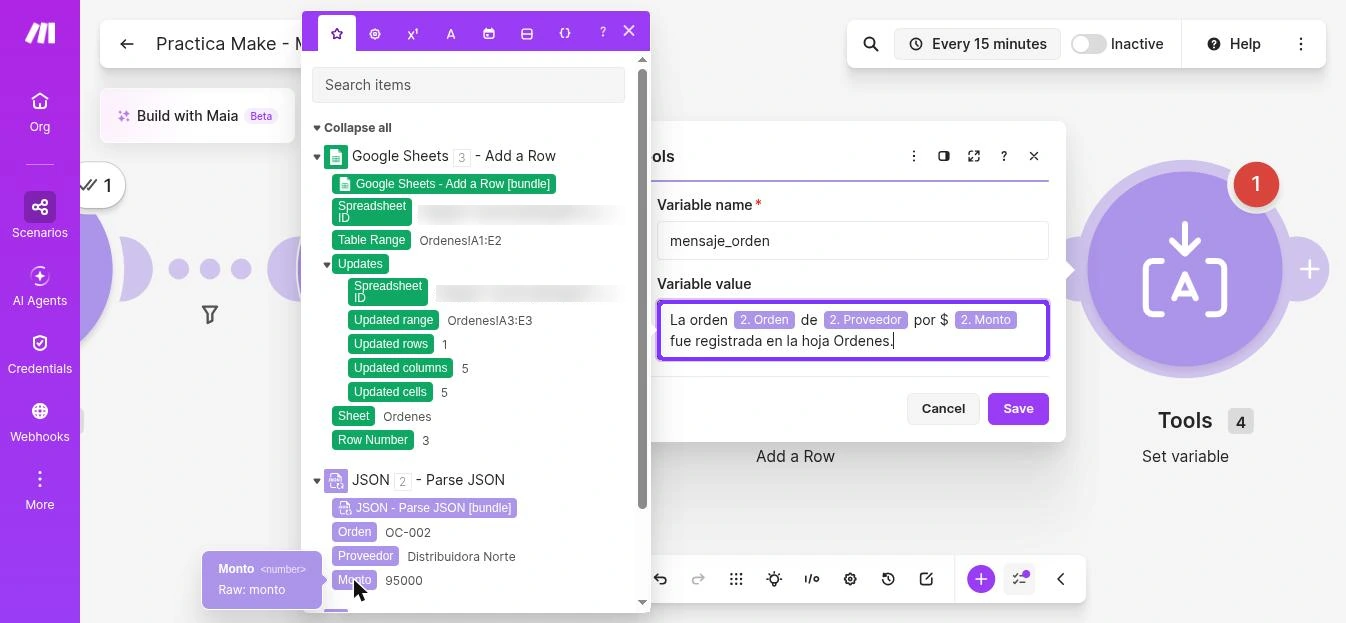 Practica Make - M
Every 15 minutes
Inactive
Help
Org
Scenarios
AI Agents
Credentials
Webhooks
More
Build with Maia Beta
1
?
Search items
Collapse all
Google Sheets 3 - Add a Row
Google Sheets - Add a Row [bundle]
Spreadsheet
ID
Table Range Ordenes!A1:E2
Updates
Spreadsheet
ID
Updated range Ordenes!A3:E3
Updated rows 1
Updated columns 5
Updated cells 5
Sheet Ordenes
Row Number 3
JSON 2 - Parse JSON
JSON - Parse JSON [bundle]
Orden OC-002
Proveedor Distribuidora Norte
Monto 95000
Monto <number>
Raw: monto
ools
?
Variable name *
mensaje_orden
Variable value
La orden 2. Orden de 2. Proveedor por $ 2. Monto
fue registrada en la hoja Ordenes.
Cancel
Save
Add a Row
1
Tools 4
Set variable